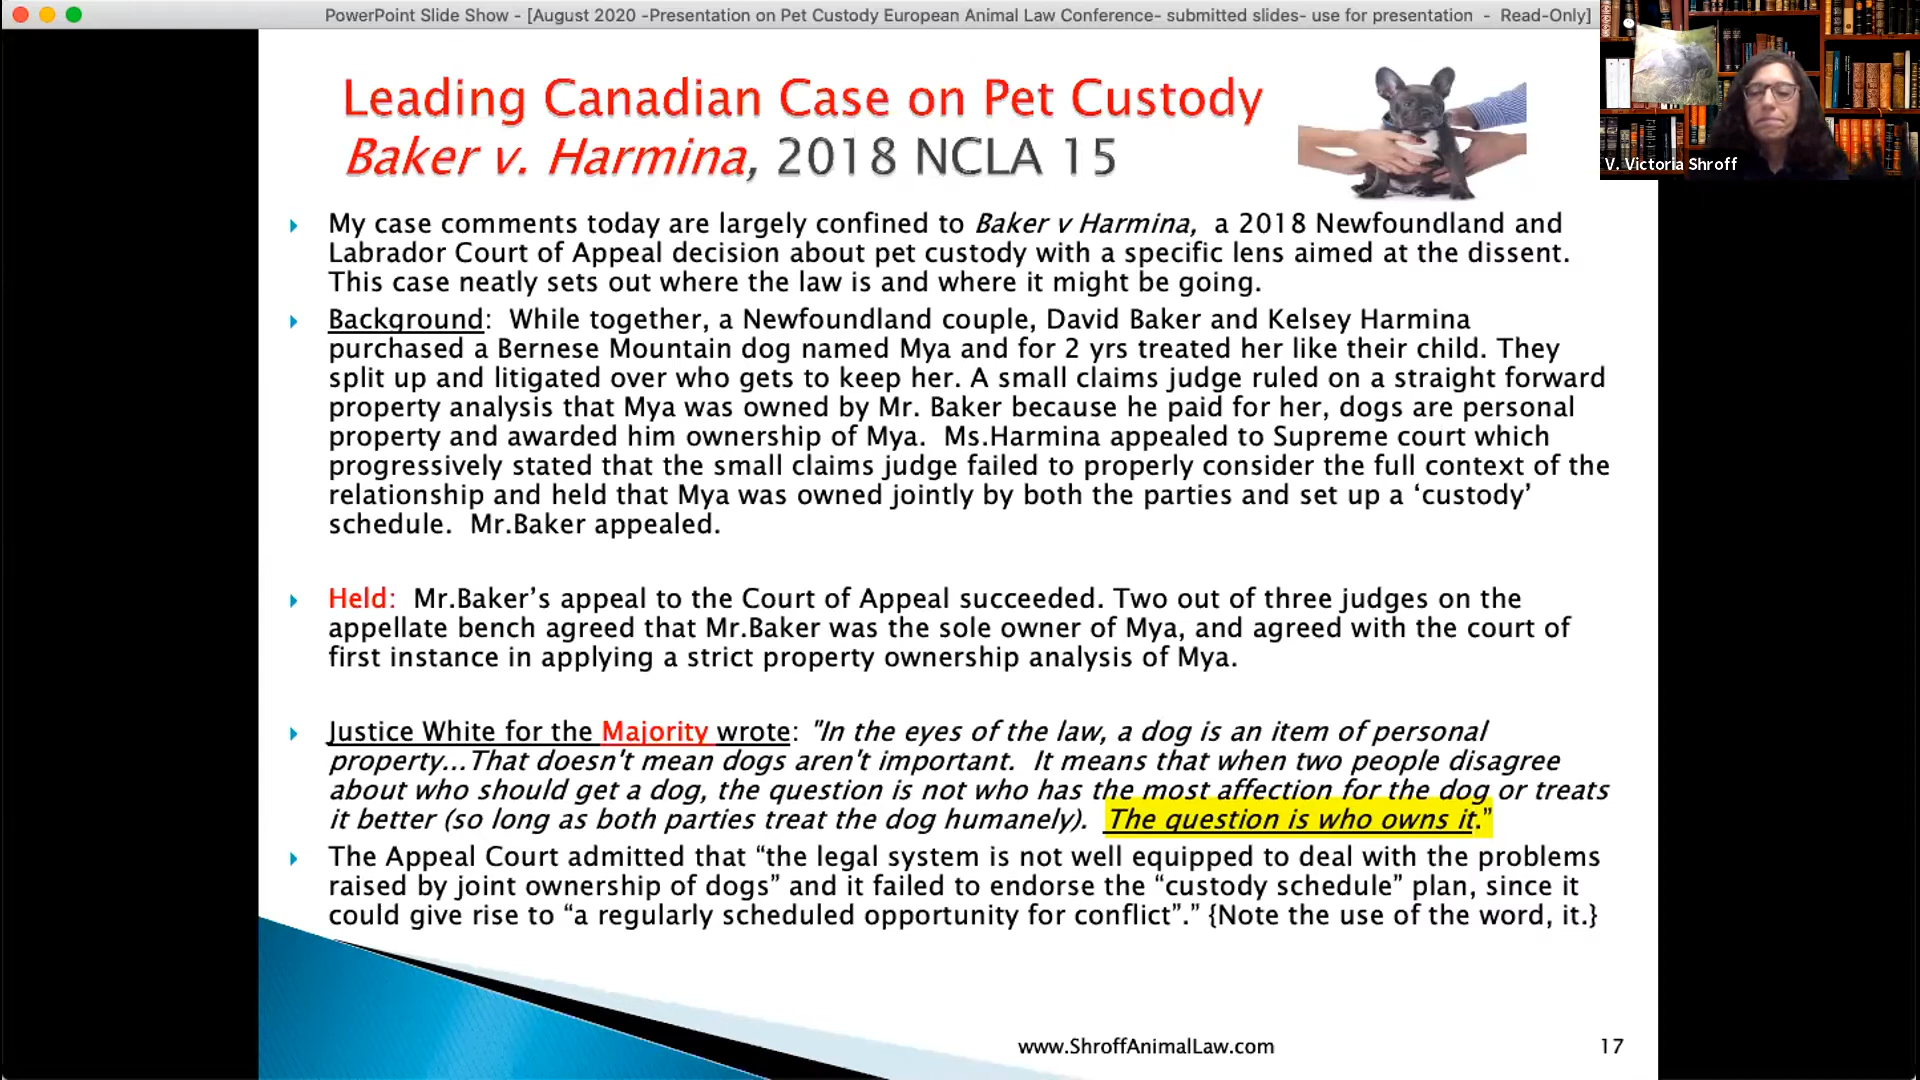 PowerPoint Slide Show - [August 2020 -Presentation on Pet Custody European Animal Law Conference- submitted slides- use for presentation - Read-Only]
Leading Canadian Case on Pet Custody
Baker v. Harmina, 2018 NCLA 15
V. Victoria Shroff
My case comments today are largely confined to Baker v Harmina, a 2018 Newfoundland and
Labrador Court of Appeal decision about pet custody with a specific lens aimed at the dissent.
This case neatly sets out where the law is and where it might be going.
Background: While together, a Newfoundland couple, David Baker and Kelsey Harmina
purchased a Bernese Mountain dog named Mya and for 2 yrs treated her like their child. They
split up and litigated over who gets to keep her. A small claims judge ruled on a straight forward
property analysis that Mya was owned by Mr. Baker because he paid for her, dogs are personal
property and awarded him ownership of Mya. Ms.Harmina appealed to Supreme court which
progressively stated that the small claims judge failed to properly consider the full context of the
relationship and held that Mya was owned jointly by both the parties and set up a ‘custody’
schedule. Mr.Baker appealed.
Held: Mr.Baker’s appeal to the Court of Appeal succeeded. Two out of three judges on the
appellate bench agreed that Mr.Baker was the sole owner of Mya, and agreed with the court of
first instance in applying a strict property ownership analysis of Mya.
Justice White for the Majority wrote: "In the eyes of the law, a dog is an item of personal
property...That doesn't mean dogs aren't important. It means that when two people disagree
about who should get a dog, the question is not who has the most affection for the dog or treats
it better (so long as both parties treat the dog humanely). The question is who owns it.”
The Appeal Court admitted that “the legal system is not well equipped to deal with the problems
raised by joint ownership of dogs” and it failed to endorse the “custody schedule” plan, since it
could give rise to “a regularly scheduled opportunity for conflict”.” {Note the use of the word, it.}
www.ShroffAnimalLaw.com
17